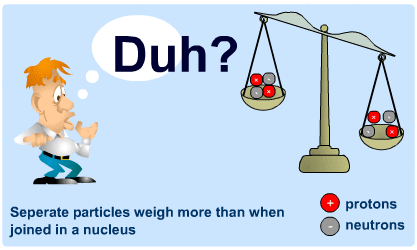 Duh?
Seperate particles weigh more than when
joined in a nucleus
+ protons
- neutrons